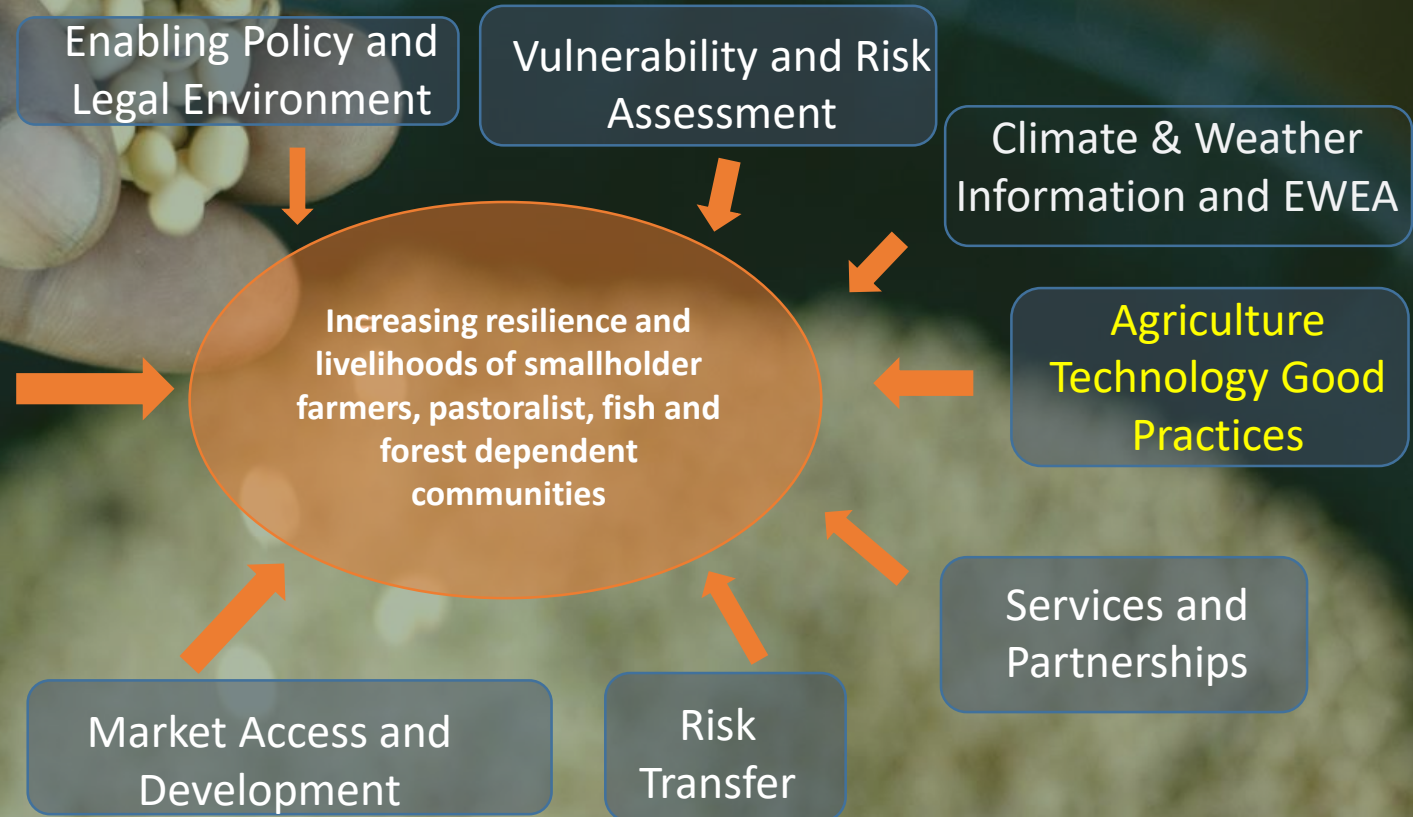 Enabling Policy and
Legal Environment
Vulnerability and Risk
Assessment
Climate & Weather
Information and EWEA
Increasing resilience and
livelihoods of smallholder
farmers, pastoralist, fish and
forest dependent
communities
Agriculture
Technology Good
Practices
Services and
Partnerships
Market Access and
Development
Risk
Transfer